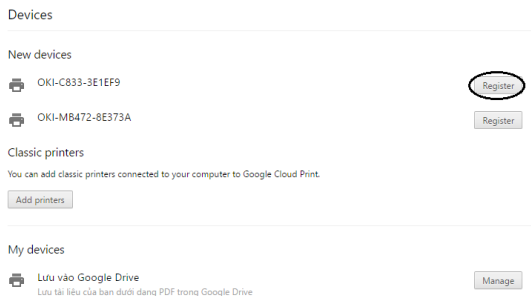 Devices
New devices
OKI-C833-3E1EF9
Register
OKI-MB472-8E373A
Register
Classic printers
You can add classic printers connected to your computer to Google Cloud Print.
Add printers
My devices
Lưu vào Google Drive
Manage
Lưu tài liệu của bạn dưới dạng PDF trong Google Drive